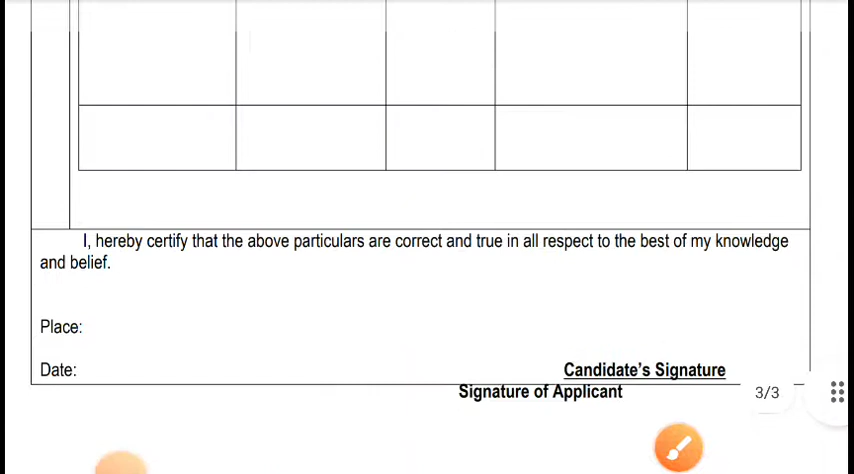 I, hereby certify that the above particulars are correct and true in all respect to the best of my knowledge
and belief.
Place:
Date:
Candidate's Signature
Signature of Applicant
3/3